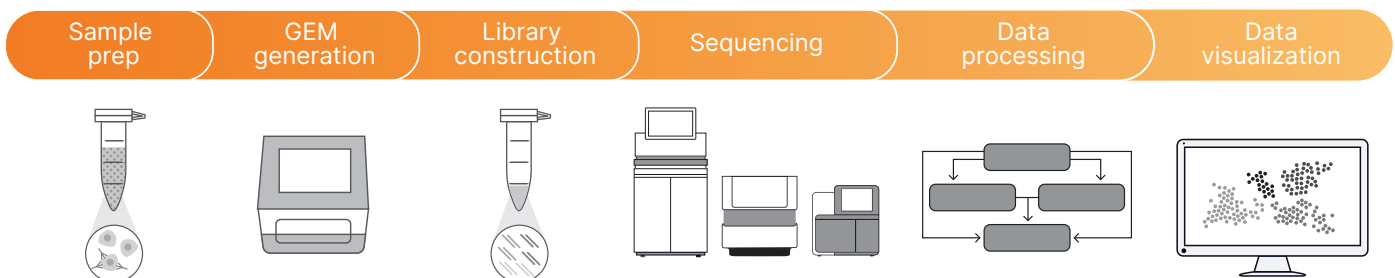 Sample
prep
GEM
generation
Library
construction
Sequencing
Data
processing
Data
visualization